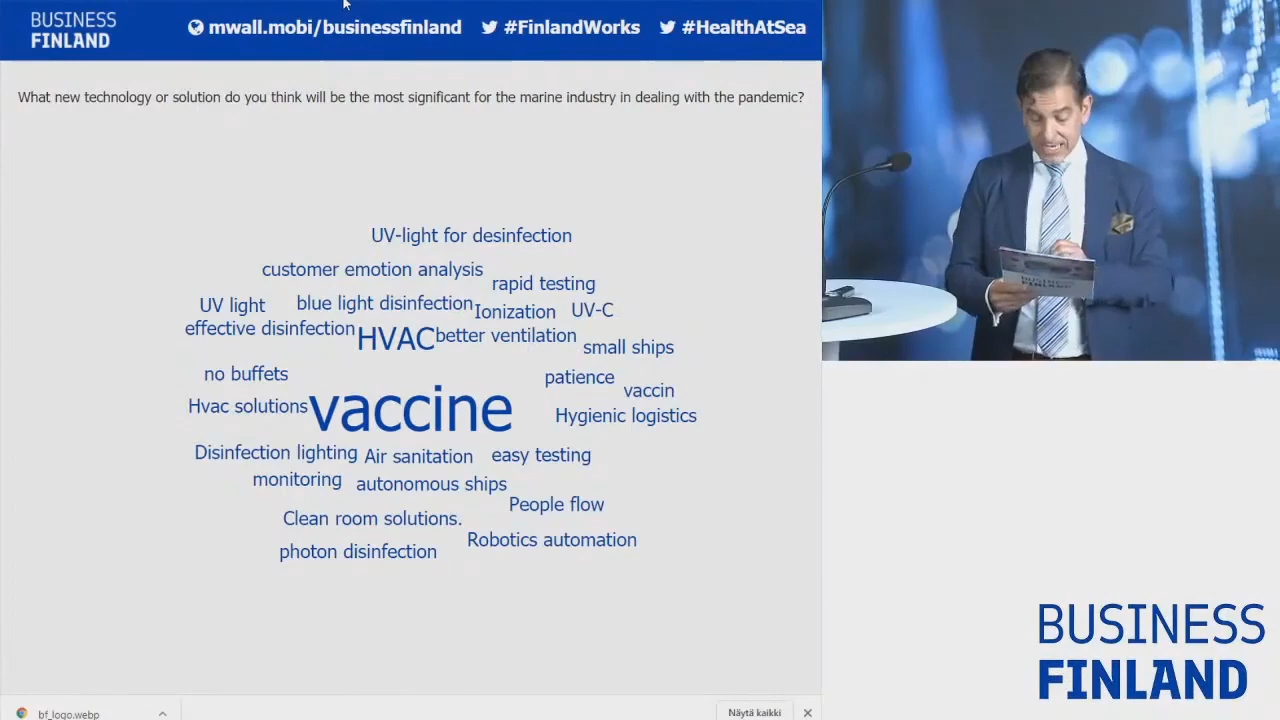 BUSINESS
FINLAND
mwall.mobi/businessfinland
#FinlandWorks
#HealthAtSea
What new technology or solution do you think will be the most significant for the marine industry in dealing with the pandemic?
UV-light for desinfection
customer emotion analysis
rapid testing
UV light
blue light disinfection
Ionization
UV-C
effective disinfection
HVAC
better ventilation
small ships
no buffets
patience
vaccin
Hvac solutions
vaccine
Hygienic logistics
Disinfection lighting
Air sanitation
easy testing
monitoring
autonomous ships
People flow
Clean room solutions.
Robotics automation
photon disinfection
BUSINESS
FINLAND
BUSINESS
FINLAND
bf_logo.webp
Näytä kaikki